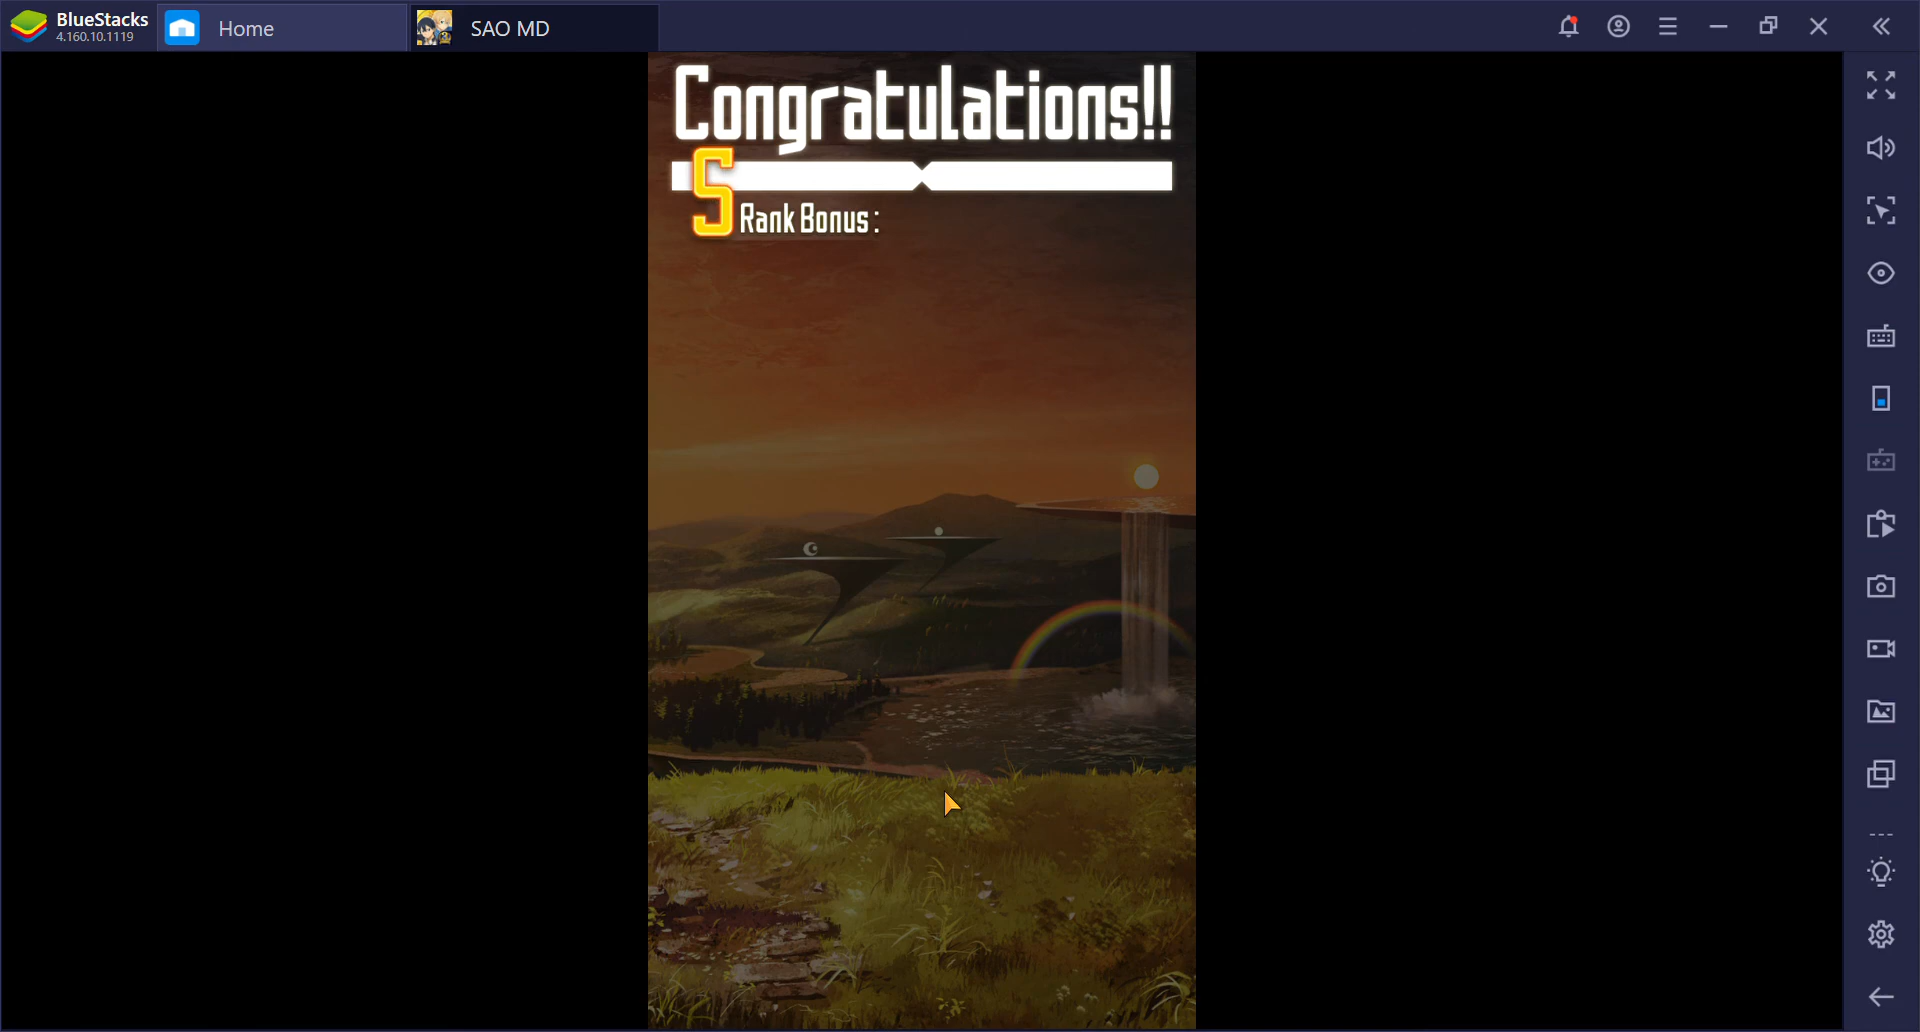 BlueStacks
4.160.10.1119
Home
SAO MD
Congratulations!!
S Rank Bonus :